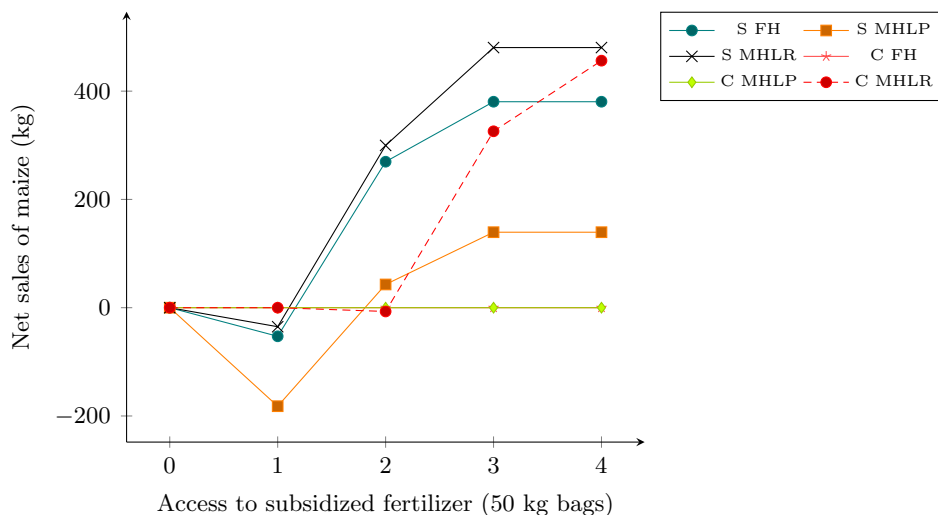 S FH S MHLP
S MHLR C FH
C MHLP C MHLR
400
200
0
−200
0 1 2 3 4
Net sales of maize (kg)
Access to subsidized fertilizer (50 kg bags)